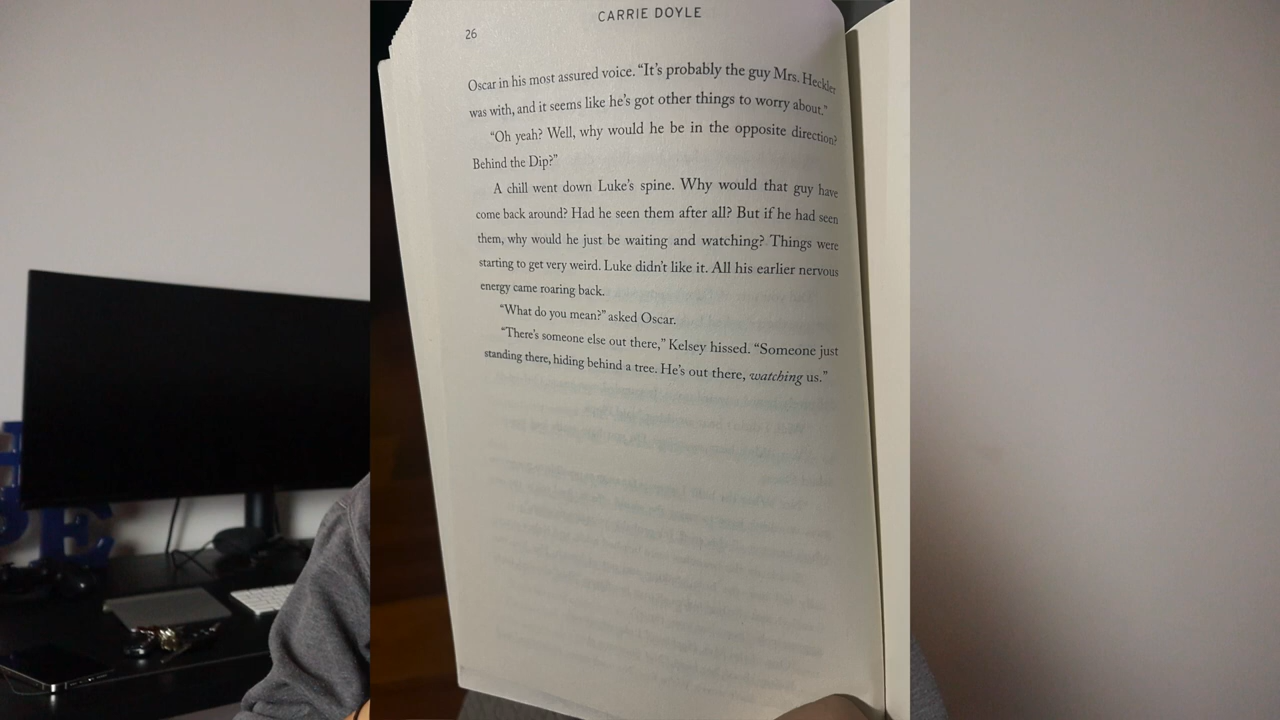 CARRIE DOYLE
26
Oscar in his most assured voice. “It’s probably the guy Mrs. Heckler
was with, and it seems like he’s got other things to worry about.”
“Oh yeah? Well, why would he be in the opposite direction?
Behind the Dip?”
A chill went down Luke’s spine. Why would that guy have
come back around? Had he seen them after all? But if he had seen
them, why would he just be waiting and watching? Things were
starting to get very weird. Luke didn’t like it. All his earlier nervous
energy came roaring back.
“What do you mean?” asked Oscar.
“There’s someone else out there,” Kelsey hissed. “Someone just
standing there, hiding behind a tree. He’s out there, watching us.”